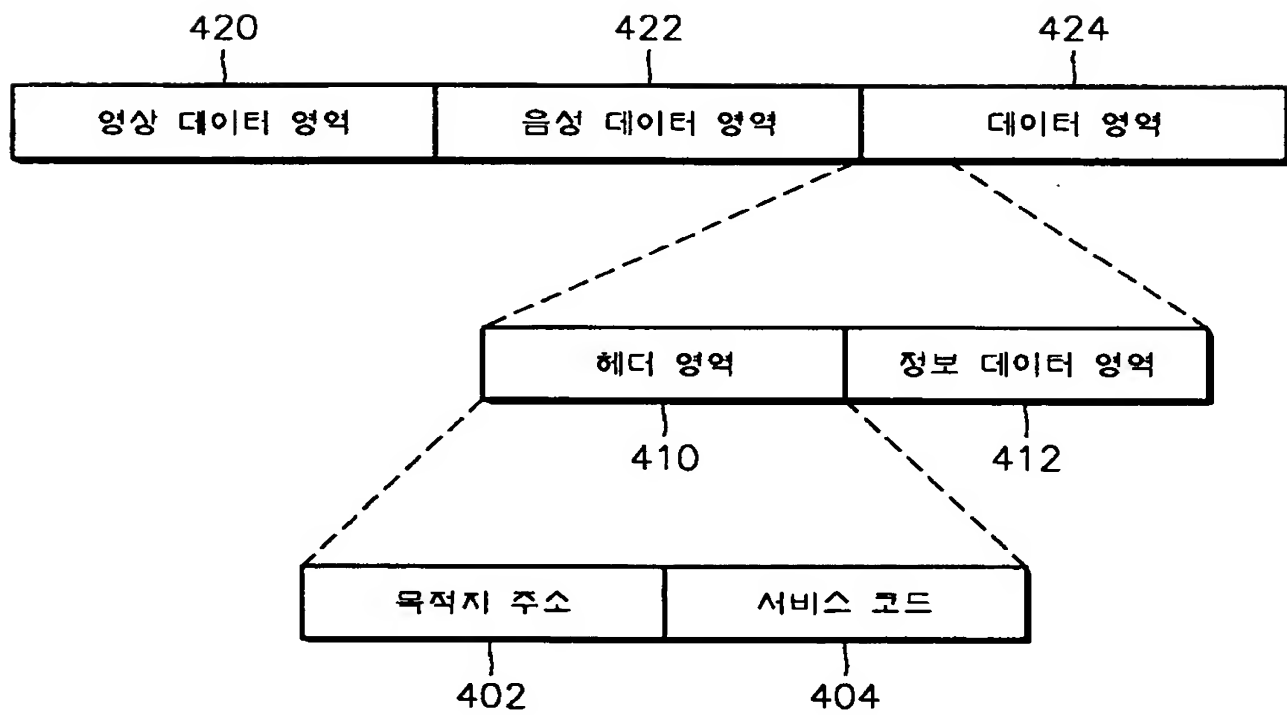 420 422 424
영상 데이터 영역 음성 데이터 영역 데이터 영역
헤더 영역 정보 데이터 영역
410 412
목적지 주소 서비스 코드
402 404